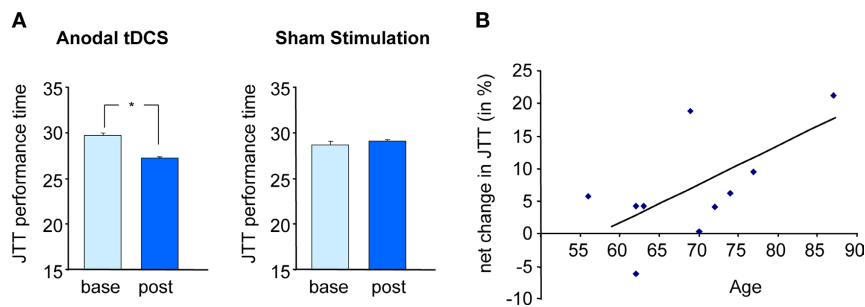 A
Anodal tDCS
JTT performance time
35
30
25
20
15
*
base post
Sham Stimulation
JTT performance time
35
30
25
20
15
base post
B
net change in JTT (in %)
25
20
15
10
5
0
-5
-10
55 60 65 70 75 80 85 90
Age